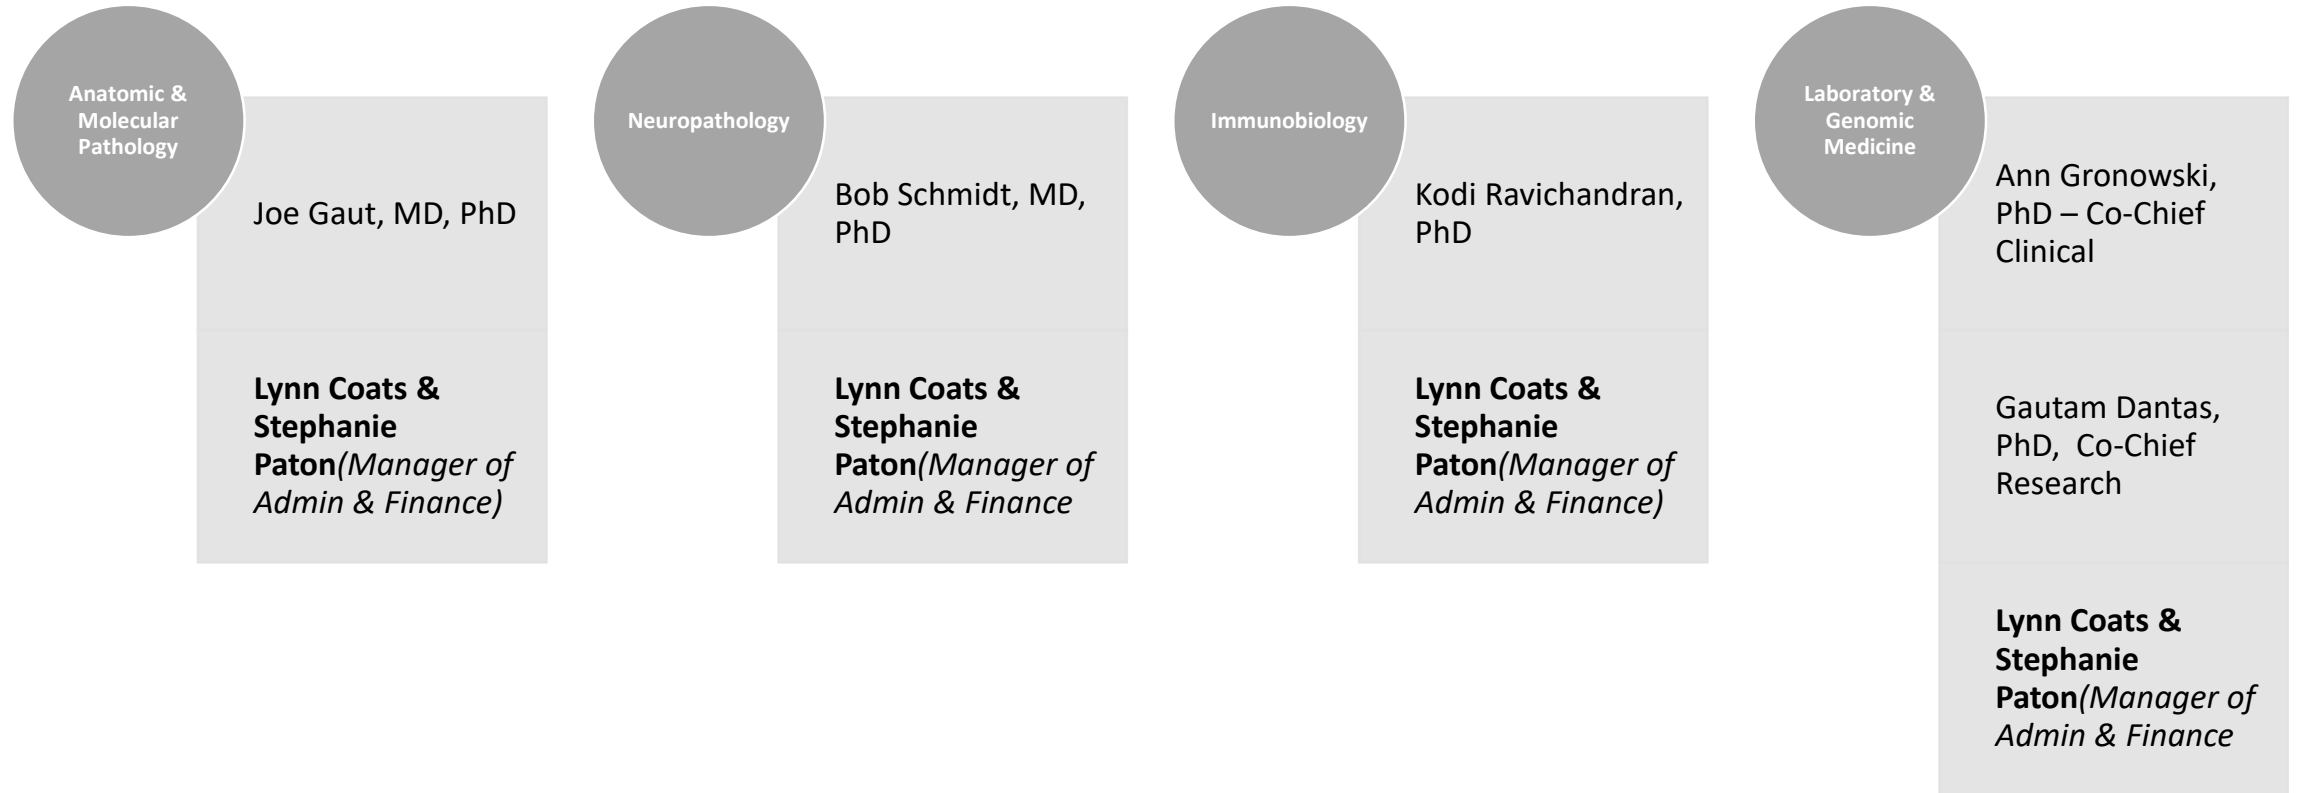 Anatomic &
Molecular
Pathology
Joe Gaut, MD, PhD
Lynn Coats &
Stephanie
Paton(Manager of
Admin & Finance)
Neuropathology
Bob Schmidt, MD,
PhD
Lynn Coats &
Stephanie
Paton(Manager of
Admin & Finance
Immunobiology
Kodi Ravichandran,
PhD
Lynn Coats &
Stephanie
Paton(Manager of
Admin & Finance)
Laboratory &
Genomic
Medicine
Ann Gronowski,
PhD – Co-Chief
Clinical
Gautam Dantas,
PhD,  Co-Chief
Research
Lynn Coats &
Stephanie
Paton(Manager of
Admin & Finance